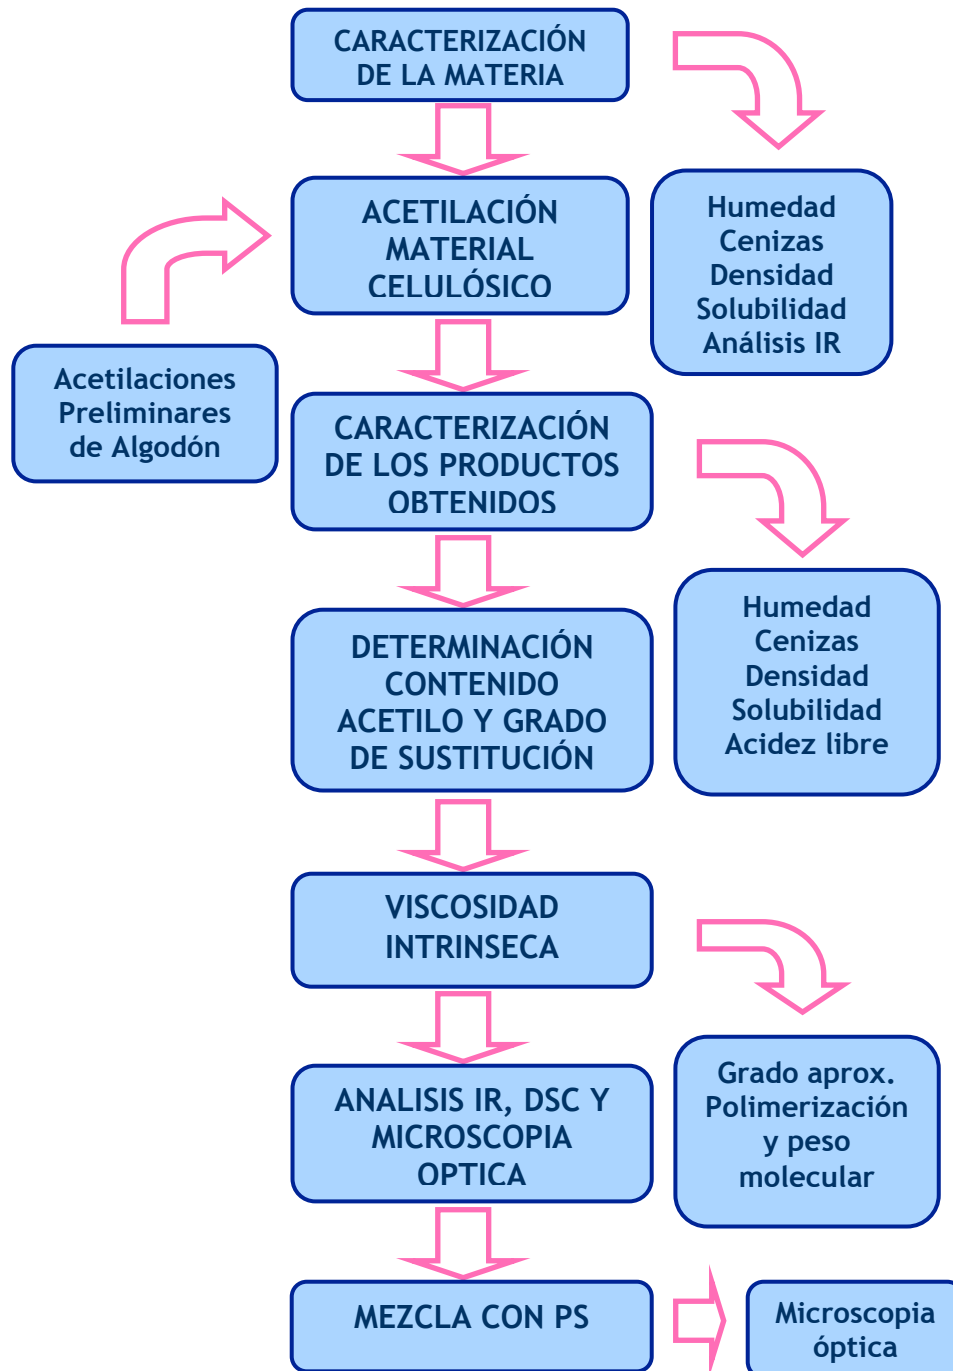 CARACTERIZACIÓN
DE LA MATERIA
ACETILACIÓN
MATERIAL
CELULÓSICO
Humedad
Cenizas
Densidad
Solubilidad
Análisis IR
Acetilaciones
Preliminares
de Algodón
CARACTERIZACIÓN
DE LOS PRODUCTOS
OBTENIDOS
Humedad
Cenizas
Densidad
Solubilidad
Acidez libre
DETERMINACIÓN
CONTENIDO
ACETILO Y GRADO
DE SUSTITUCIÓN
VISCOSIDAD
INTRINSECA
Grado aprox.
Polimerización
y peso
molecular
ANALISIS IR, DSC Y
MICROSCOPIA
OPTICA
MEZCLA CON PS
Microscopia
óptica